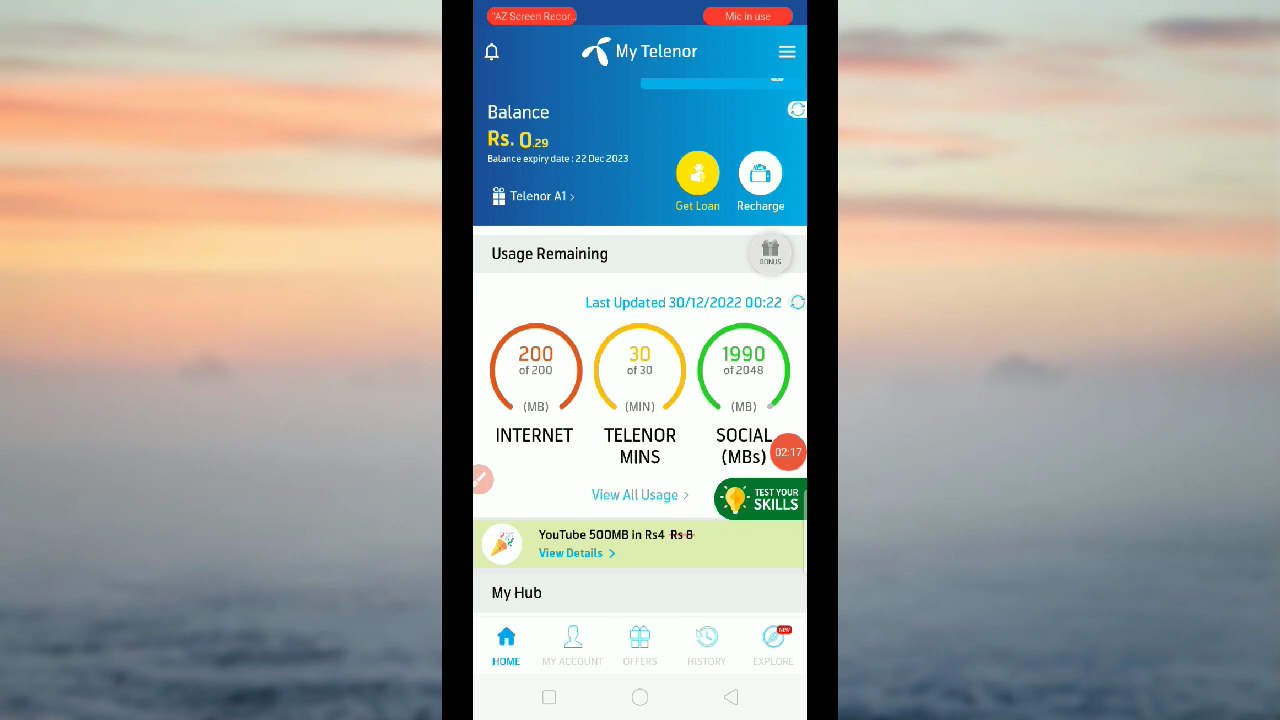 "AZ Screen Recor...
Mic in use
My Telenor
Balance
Rs. 0.29
Balance expiry date : 22 Dec 2023
Telenor A1 >
Get Loan
Recharge
Usage Remaining
BONUS
Last Updated 30/12/2022 00:22
200
of 200
(MB)
INTERNET
30
of 30
(MIN)
TELENOR
MINS
1990
of 2048
(MB)
SOCIAL
(MBs)
02:17
View All Usage >
TEST YOUR
SKILLS
YouTube 500MB in Rs4 Rs 8
View Details >
My Hub
HOME
MY ACCOUNT
OFFERS
HISTORY
NEW
EXPLORE